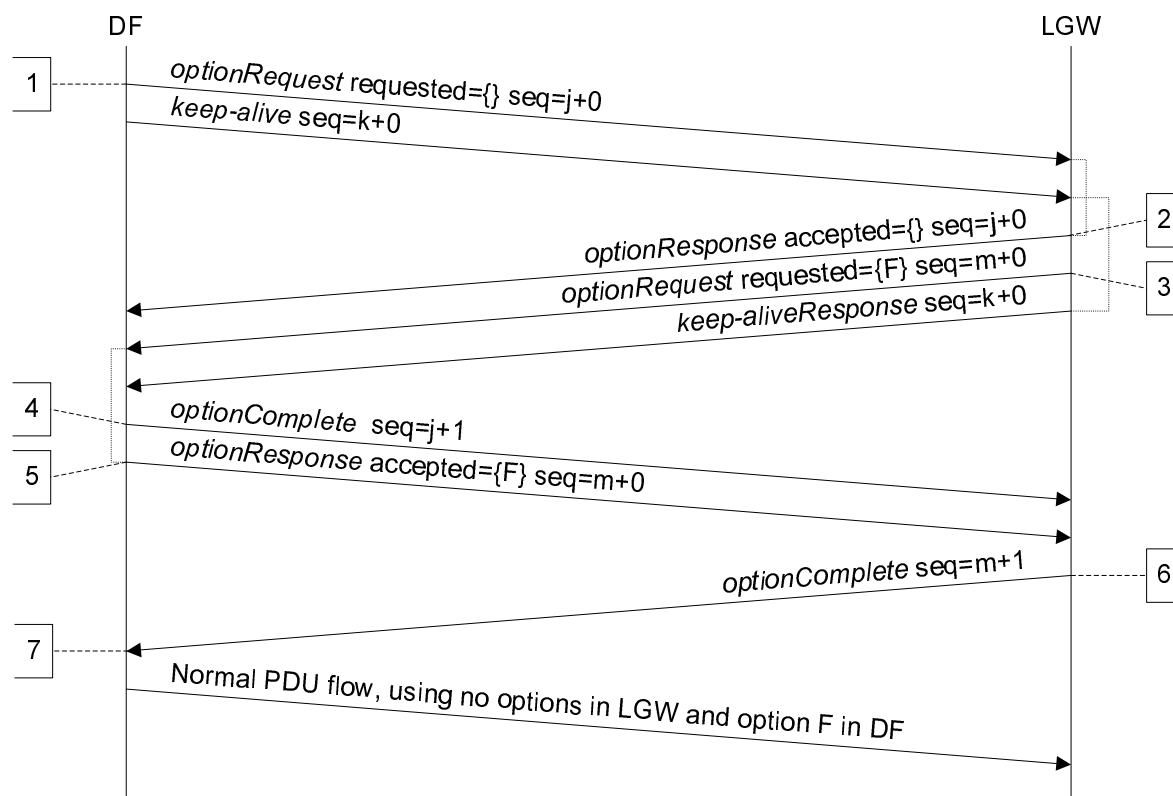 DF
LGW
1
optionRequest requested={} seq=j+0
keep-alive seq=k+0
2
optionResponse accepted={} seq=j+0
optionRequest requested={F} seq=m+0
3
keep-aliveResponse seq=k+0
4
optionComplete seq=j+1
optionResponse accepted={F} seq=m+0
5
optionComplete seq=m+1
6
7
Normal PDU flow, using no options in LGW and option F in DF